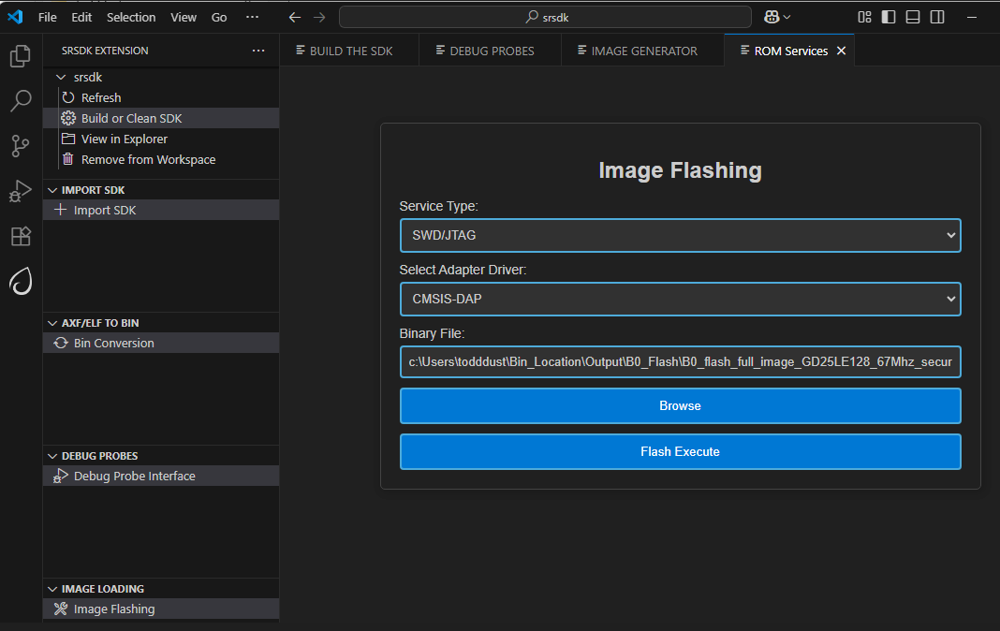 File Edit Selection View Go ··· srsdk
SRSDK EXTENSION ···
srsdk
Refresh
Build or Clean SDK
View in Explorer
Remove from Workspace
IMPORT SDK
Import SDK
AXF/ELF TO BIN
Bin Conversion
DEBUG PROBES
Debug Probe Interface
IMAGE LOADING
Image Flashing
BUILD THE SDK DEBUG PROBES IMAGE GENERATOR ROM Services
Image Flashing
Service Type:
SWD/JTAG
Select Adapter Driver:
CMSIS-DAP
Binary File:
c:\Users\todddust\Bin_Location\Output\B0_Flash\B0_flash_full_image_GD25LE128_67Mhz_secur
Browse
Flash Execute